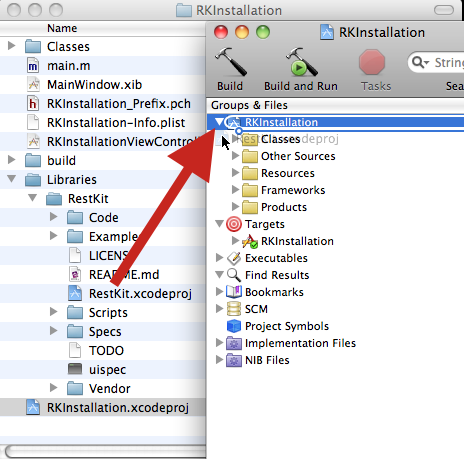 RKInstallation
Name
Classes
main.m
MainWindow.xib
RKInstallation_Prefix.pch
RKInstallation-Info.plist
RKInstallationViewContro
build
Libraries
RestKit
Code
Example
LICENS
README.md
RestKit.xcodeproj
Scripts
Specs
TODO
uispec
Vendor
RKInstallation.xcodeproj
RKInstallation
Build
Build and Run
Tasks
String
Sea
Groups & Files
RKInstallation
Classes
Other Sources
Resources
Frameworks
Products
Targets
RKInstallation
Executables
Find Results
Bookmarks
SCM
Project Symbols
Implementation Files
NIB Files